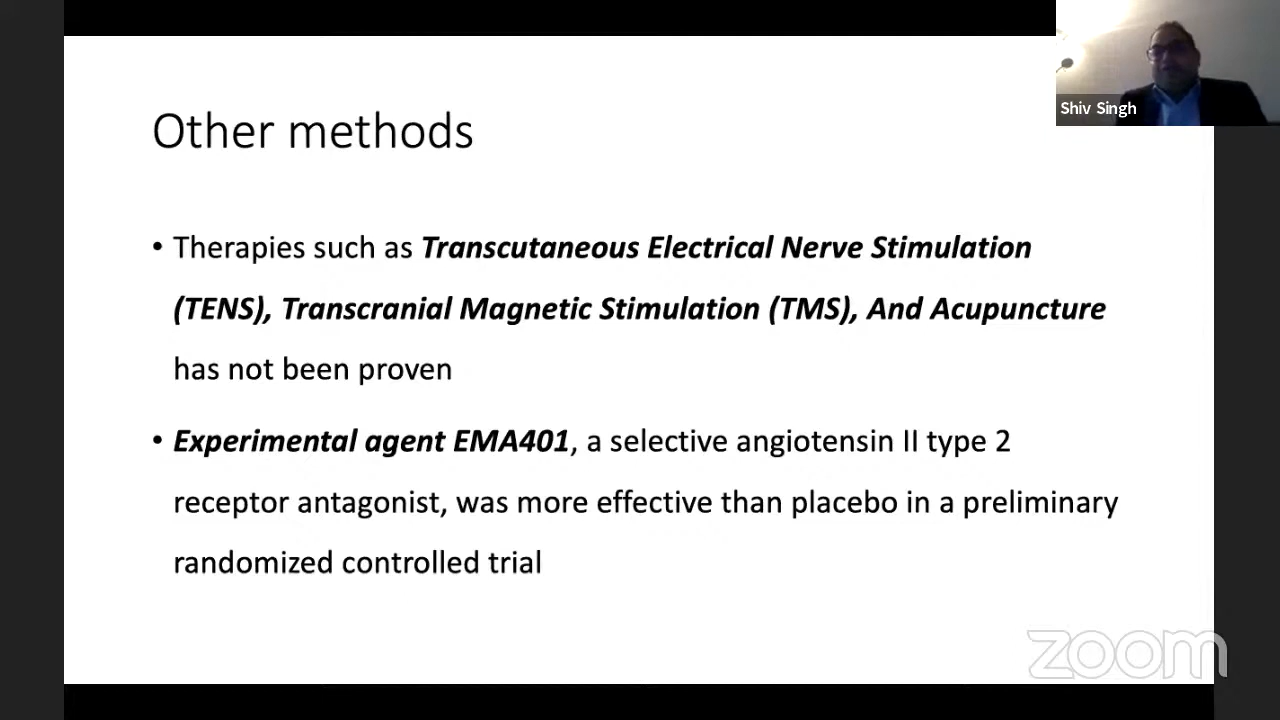 Shiv Singh
Other methods
• Therapies such as Transcutaneous Electrical Nerve Stimulation
(TENS), Transcranial Magnetic Stimulation (TMS), And Acupuncture
has not been proven
• Experimental agent EMA401, a selective angiotensin II type 2
receptor antagonist, was more effective than placebo in a preliminary
randomized controlled trial
zoom